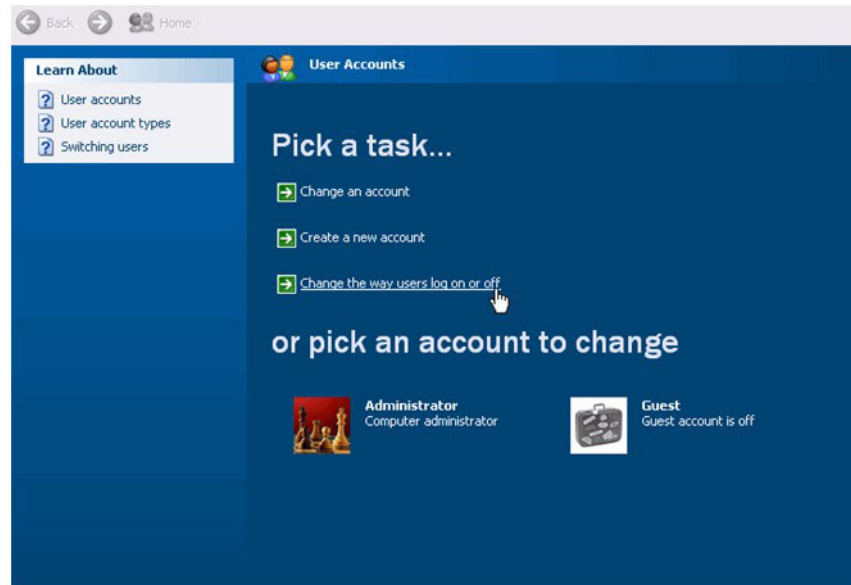 Back
Home
Learn About
User accounts
User account types
Switching users
User Accounts
Pick a task...
Change an account
Create a new account
Change the way users log on or off
or pick an account to change
Administrator
Computer administrator
Guest
Guest account is off